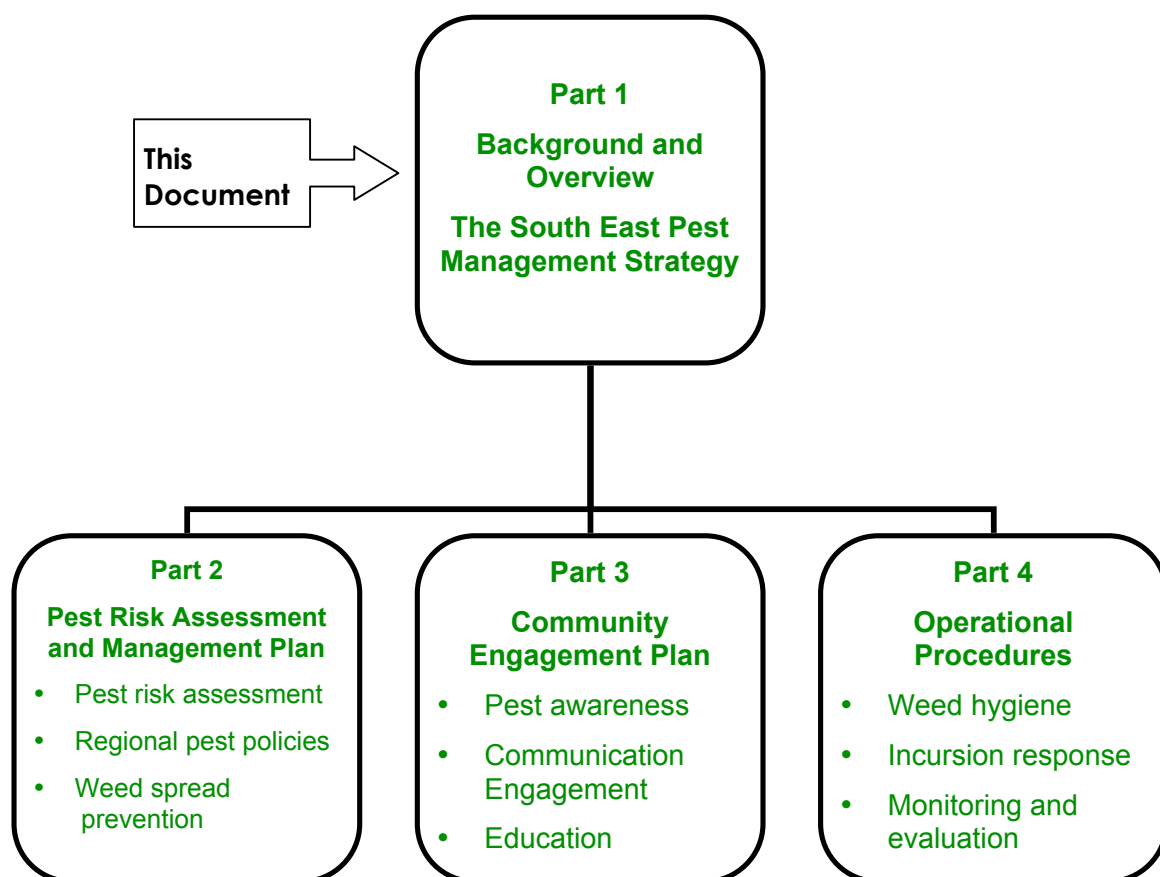 Part 1
Background and
Overview
The South East Pest
Management Strategy
This
Document
Part 2
Pest Risk Assessment
and Management Plan
• Pest risk assessment
• Regional pest policies
• Weed spread
prevention
Part 3
Community
Engagement Plan
• Pest awareness
• Communication
Engagement
• Education
Part 4
Operational
Procedures
• Weed hygiene
• Incursion response
• Monitoring and
evaluation